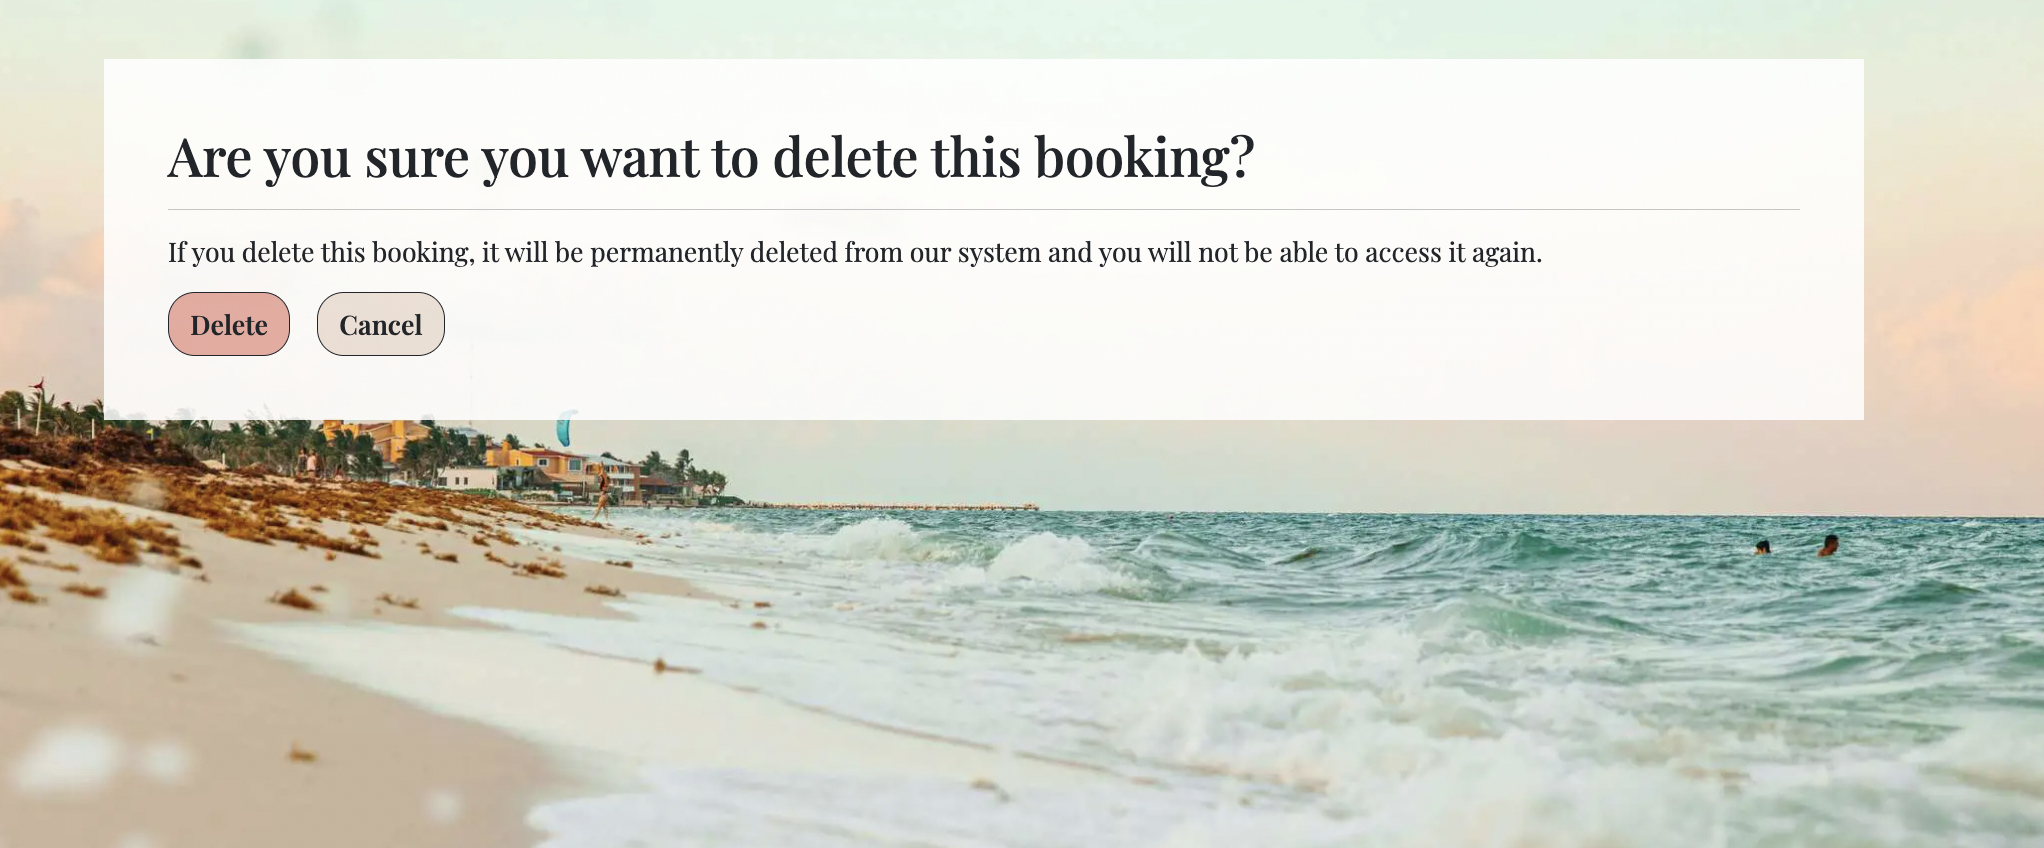 Are you sure you want to delete this booking?
If you delete this booking, it will be permanently deleted from our system and you will not be able to access it again.
Delete
Cancel